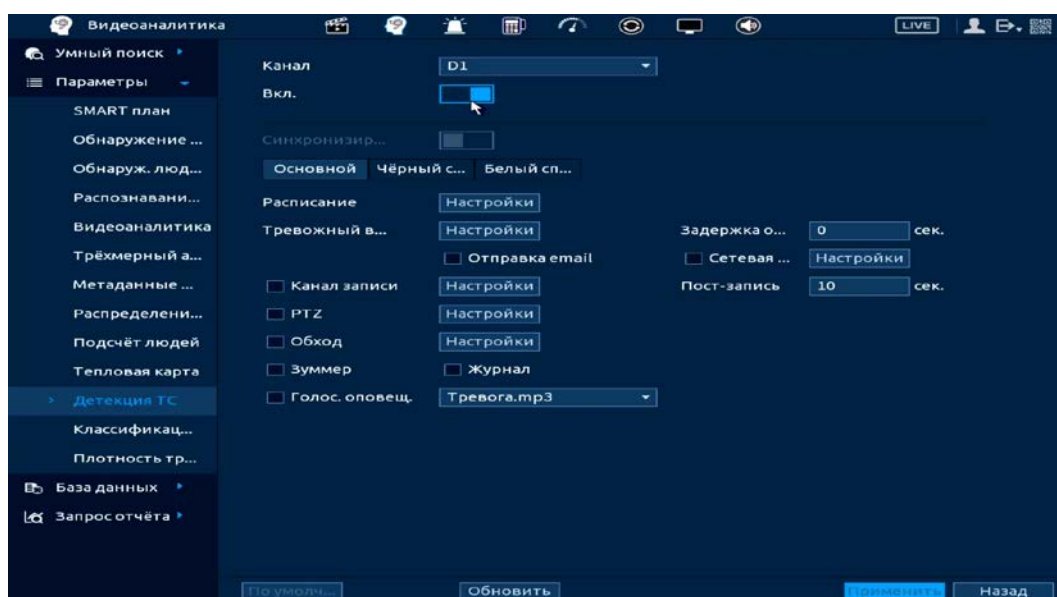 Видеоаналитика LIVE
Умный поиск
Параметры
SMART план
Обнаружение ...
Обнаруж. люд...
Распознавани...
Видеоаналитика
Трёхмерный а...
Метаданные ...
Распределени...
Подсчёт людей
Тепловая карта
Детекция ТС
Классификац...
Плотность тр...
База данных
Запрос отчёта
Канал D1
Вкл.
Синхронизир...
Основной Чёрный с... Белый сп...
Расписание Настройки
Тревожный в... Настройки Задержка о... 0 сек.
Отправка email Сетевая ... Настройки
Канал записи Настройки Пост-запись 10 сек.
PTZ Настройки
Обход Настройки
Зуммер Журнал
Голос. оповещ. Тревога.mp3
По умолч... Обновить Применить Назад